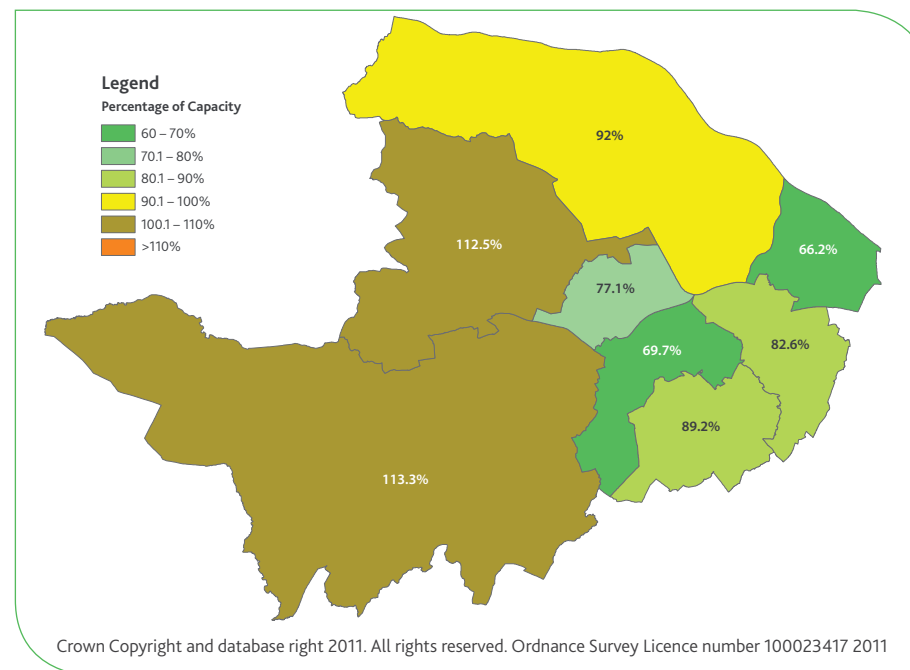 Legend
Percentage of Capacity
60 – 70%
70.1 – 80%
80.1 – 90%
90.1 – 100%
100.1 – 110%
>110%
92%
112.5%
66.2%
77.1%
69.7%
82.6%
89.2%
113.3%
Crown Copyright and database right 2011. All rights reserved. Ordnance Survey Licence number 100023417 2011